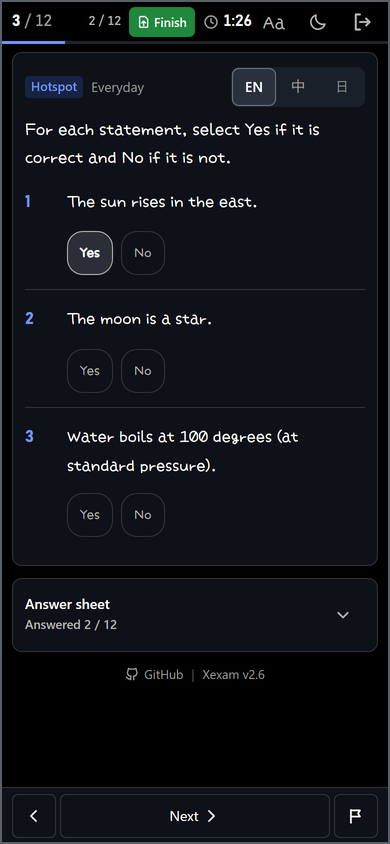 3 / 12
2 / 12
Finish
1:26
Aa
Hotspot
Everyday
EN
中
日
For each statement, select Yes if it is
correct and No if it is not.
1
The sun rises in the east.
Yes
No
2
The moon is a star.
Yes
No
3
Water boils at 100 degrees (at
standard pressure).
Yes
No
Answer sheet
Answered 2 / 12
GitHub | Xexam v2.6
Next